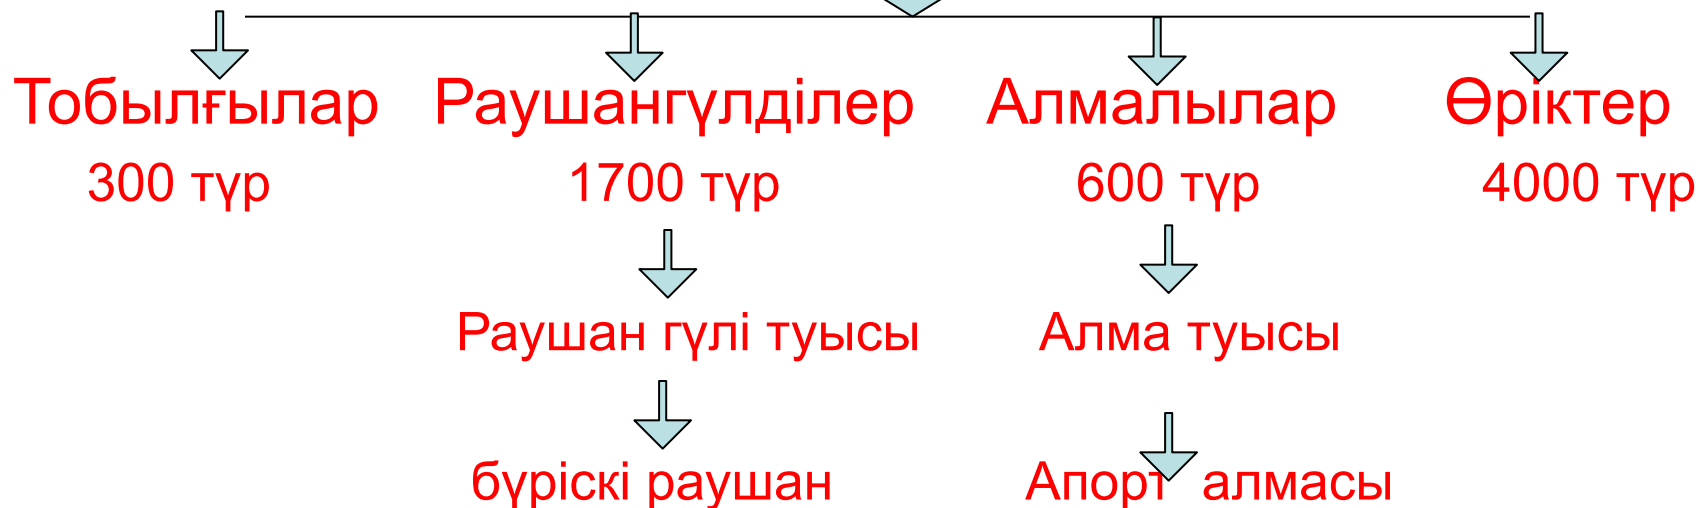 Тобылғылар Раушангүлділер Алмалылар Өріктер
300 түр 1700 түр 600 түр 4000 түр
Раушан гүлі туысы Алма туысы
бүріскі раушан Апорт алмасы